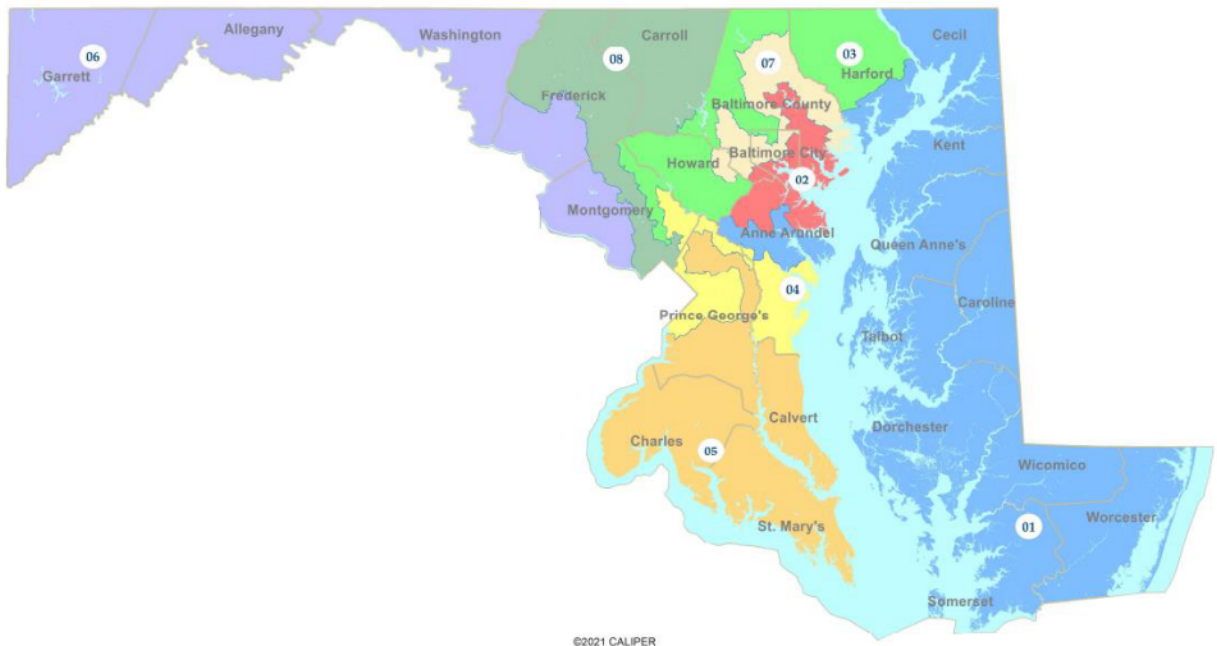 Allegany
Washington
Carroll
Cecil
06
08
07
03
Garrett
Harford
Frederick
Baltimore County
Kent
Howard
Baltimore City
02
Montgomery
Anne Arundel
Queen Anne's
04
Prince George's
Caroline
Talbot
Calvert
Dorchester
Charles
05
Wicomico
St. Mary's
01
Worcester
Somerset
©2021 CALIPER